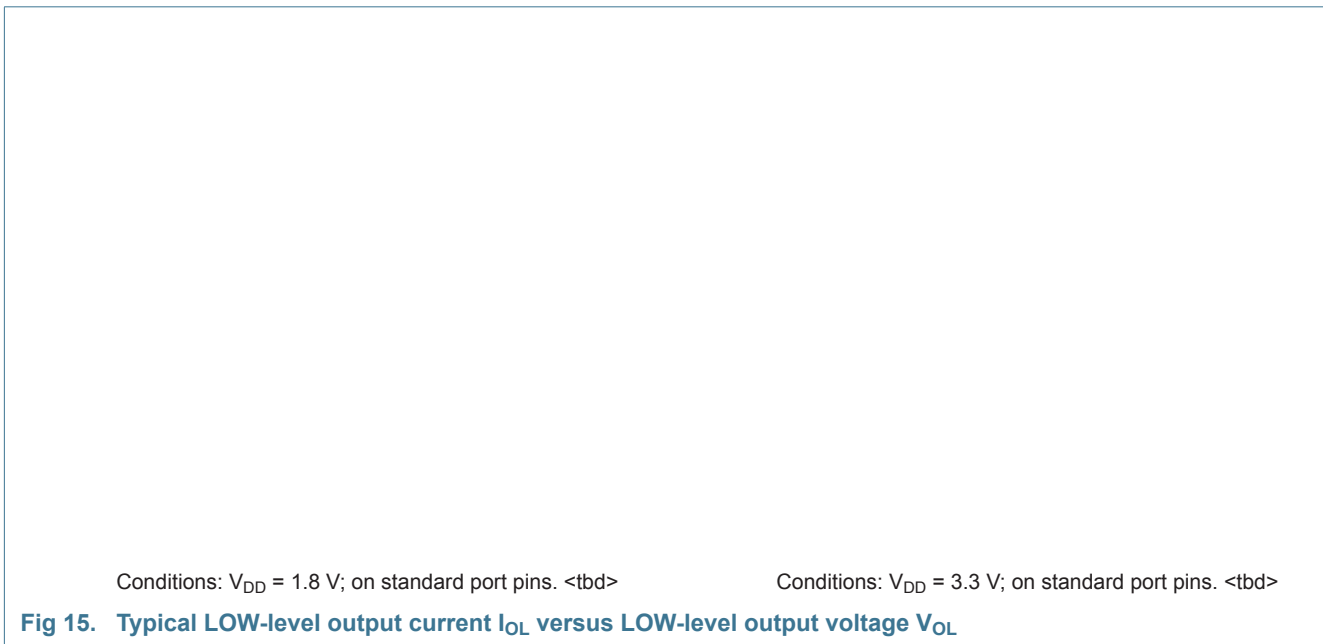 Conditions: VDD = 1.8 V; on standard port pins. <tbd>
Conditions: VDD = 3.3 V; on standard port pins. <tbd>
Fig 15. Typical LOW-level output current IOL versus LOW-level output voltage VOL